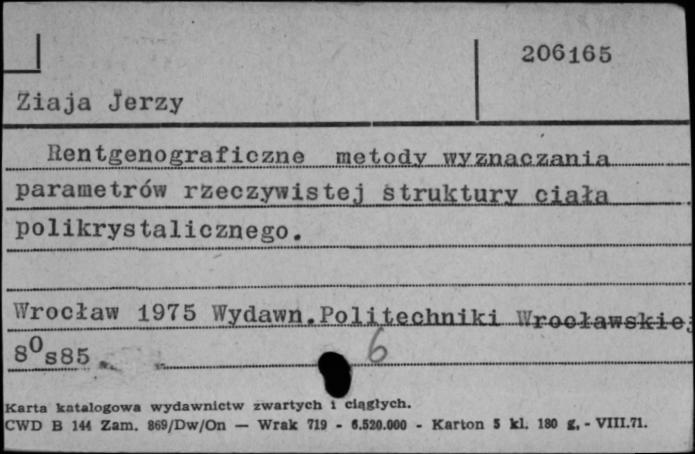 206165
Ziaja Jerzy
Rentgenograficzne metody wyznaczania
parametrów rzeczywistej struktury ciała
polikrystalicznego.
Wrocław 1975 Wydawn.Politechniki Wrocławskiej
8⁰s85.
6
Karta katalogowa wydawnictw zwartych i ciągłych.
CWD B 144 Zam. 869/Dw/On — Wrak 719 - 6.520.000 - Karton 5 kl. 180 g. - VIII.71.